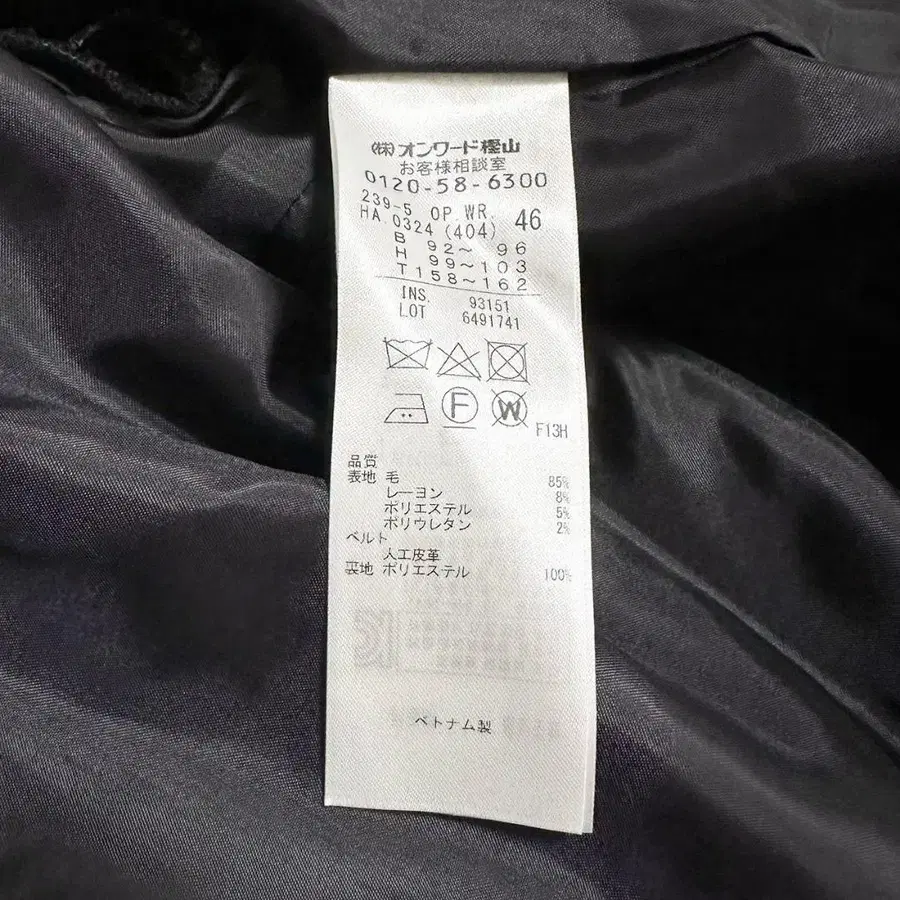 (株)オンワード樫山
お客様相談室
0120-58-6300
239-5 OP.WR. 46
HA.0324 (404)
B 92～ 96
H 99～103
T158～162
INS. 93151
LOT 6491741
F
W
F13H
品質
表地 毛 85%
レーヨン 8%
ポリエステル 5%
ポリウレタン 2%
ベルト
人工皮革
裏地 ポリエステル 100%
ベトナム製